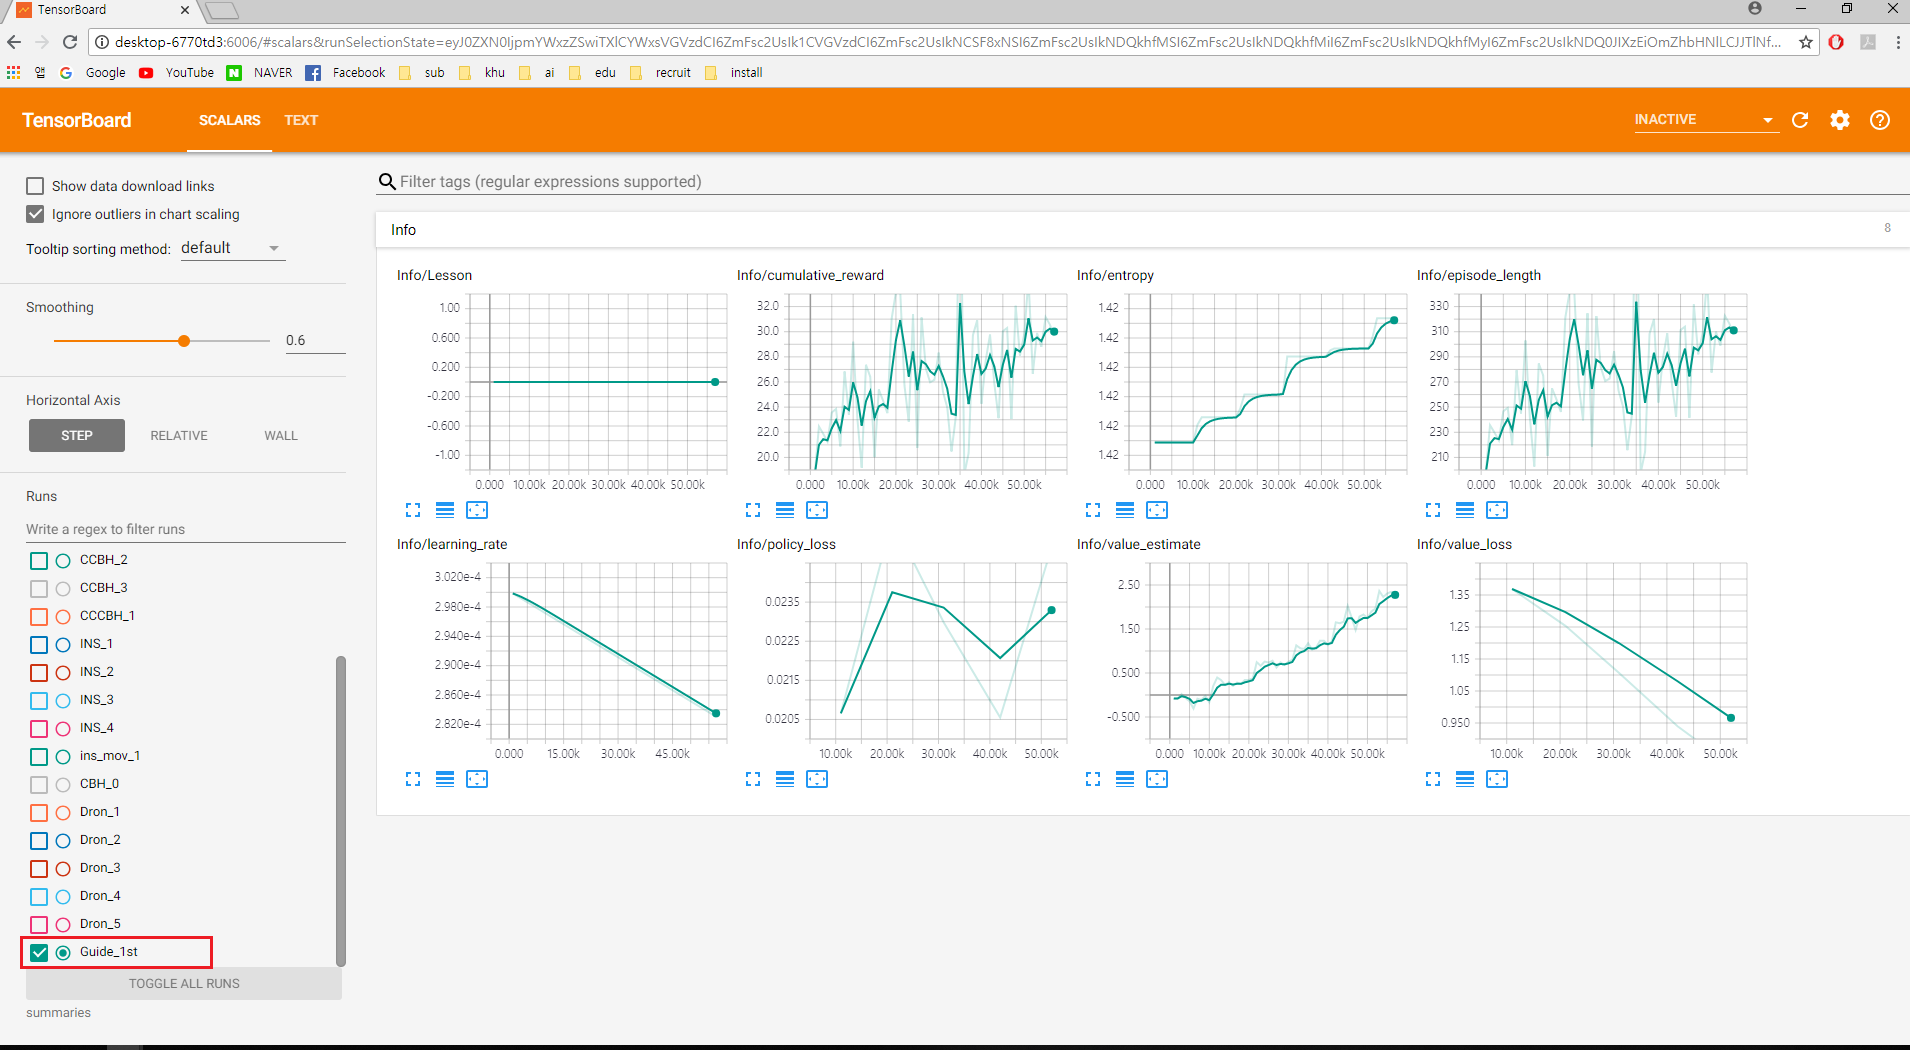 TensorBoard
desktop-6770td3:6006/#scalars&runSelectionState=
Google YouTube NAVER Facebook sub khu ai edu recruit install
TensorBoard SCALARS TEXT INACTIVE
Show data download links
Ignore outliers in chart scaling
Tooltip sorting method: default
Smoothing
0.6
Horizontal Axis
STEP RELATIVE WALL
Runs
Write a regex to filter runs
CCBH_2
CCBH_3
CCCBH_1
INS_1
INS_2
INS_3
INS_4
ins_mov_1
CBH_0
Dron_1
Dron_2
Dron_3
Dron_4
Dron_5
Guide_1st
TOGGLE ALL RUNS
summaries
Filter tags (regular expressions supported)
Info 8
Info/Lesson
1.00
0.600
0.200
-0.200
-0.600
-1.00
0.000 10.00k 20.00k 30.00k 40.00k 50.00k
Info/cumulative_reward
32.0
30.0
28.0
26.0
24.0
22.0
20.0
0.000 10.00k 20.00k 30.00k 40.00k 50.00k
Info/entropy
1.42
1.42
1.42
1.42
1.42
1.42
0.000 10.00k 20.00k 30.00k 40.00k 50.00k
Info/episode_length
330
310
290
270
250
230
210
0.000 10.00k 20.00k 30.00k 40.00k 50.00k
Info/learning_rate
3.020e-4
2.980e-4
2.940e-4
2.900e-4
2.860e-4
2.820e-4
0.000 15.00k 30.00k 45.00k
Info/policy_loss
0.0235
0.0225
0.0215
0.0205
10.00k 20.00k 30.00k 40.00k 50.00k
Info/value_estimate
2.50
1.50
0.500
-0.500
0.000 10.00k 20.00k 30.00k 40.00k 50.00k
Info/value_loss
1.35
1.25
1.15
1.05
0.950
10.00k 20.00k 30.00k 40.00k 50.00k